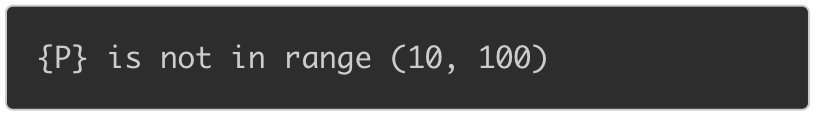 {P} is not in range (10, 100)